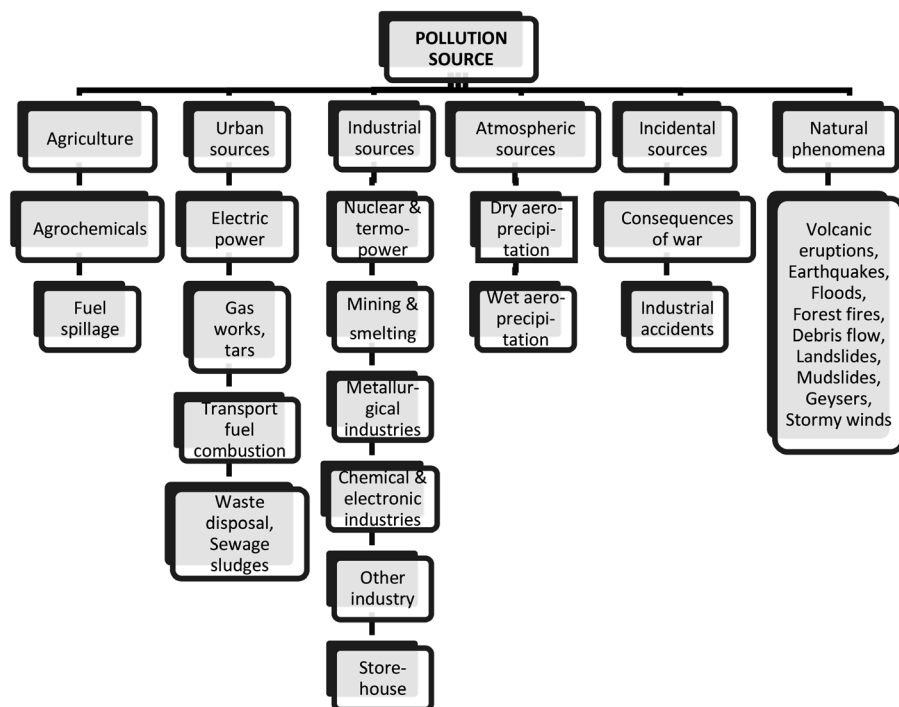 POLLUTION
SOURCE
Agriculture
Urban
sources
Industrial
sources
Atmospheric
sources
Incidental
sources
Natural
phenomena
Agrochemicals
Fuel
spillage
Electric
power
Gas
works,
tars
Transport
fuel
combustion
Waste
disposal,
Sewage
sludges
Nuclear &
termo-
power
Mining &
smelting
Metallur-
gical
industries
Chemical &
electronic
industries
Other
industry
Store-
house
Dry aero-
precipi-
tation
Wet aero-
precipi-
tation
Consequences
of war
Industrial
accidents
Volcanic
eruptions,
Earthquakes,
Floods,
Forest fires,
Debris flow,
Landslides,
Mudslides,
Geysers,
Stormy winds